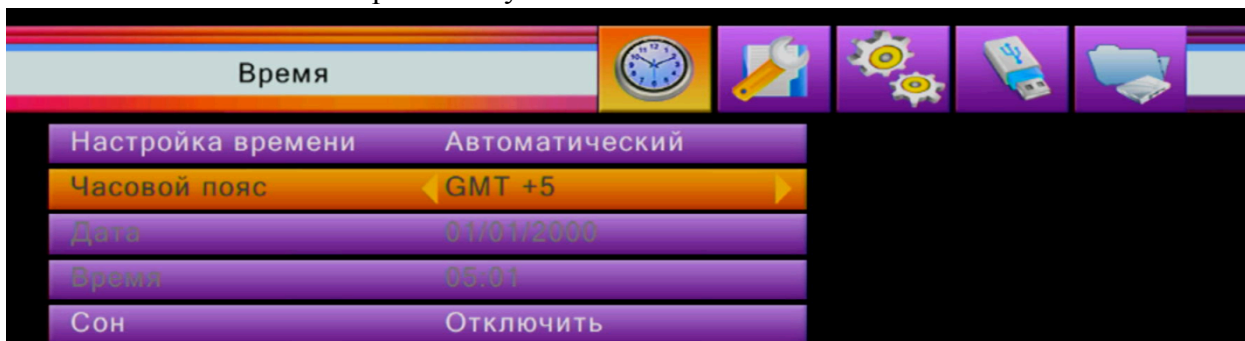 Время
Настройка времени Автоматический
Часовой пояс GMT +5
Дата 01/01/2000
Время 05:01
Сон Отключить